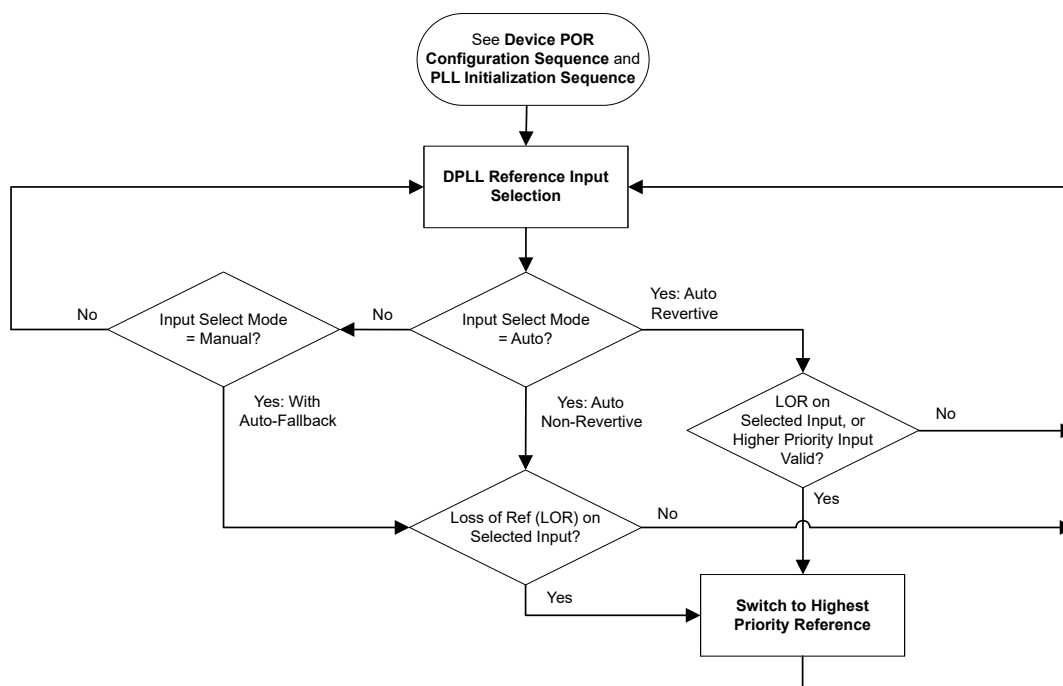 See Device POR
Configuration Sequence and
PLL Initialization Sequence
DPLL Reference Input
Selection
No
Input Select Mode
= Manual?
No
Input Select Mode
= Auto?
Yes: Auto
Revertive
Yes: With
Auto-Fallback
Yes: Auto
Non-Revertive
LOR on
Selected Input, or
Higher Priority Input
Valid?
No
Yes
Loss of Ref (LOR) on
Selected Input?
No
Yes
Switch to Highest
Priority Reference